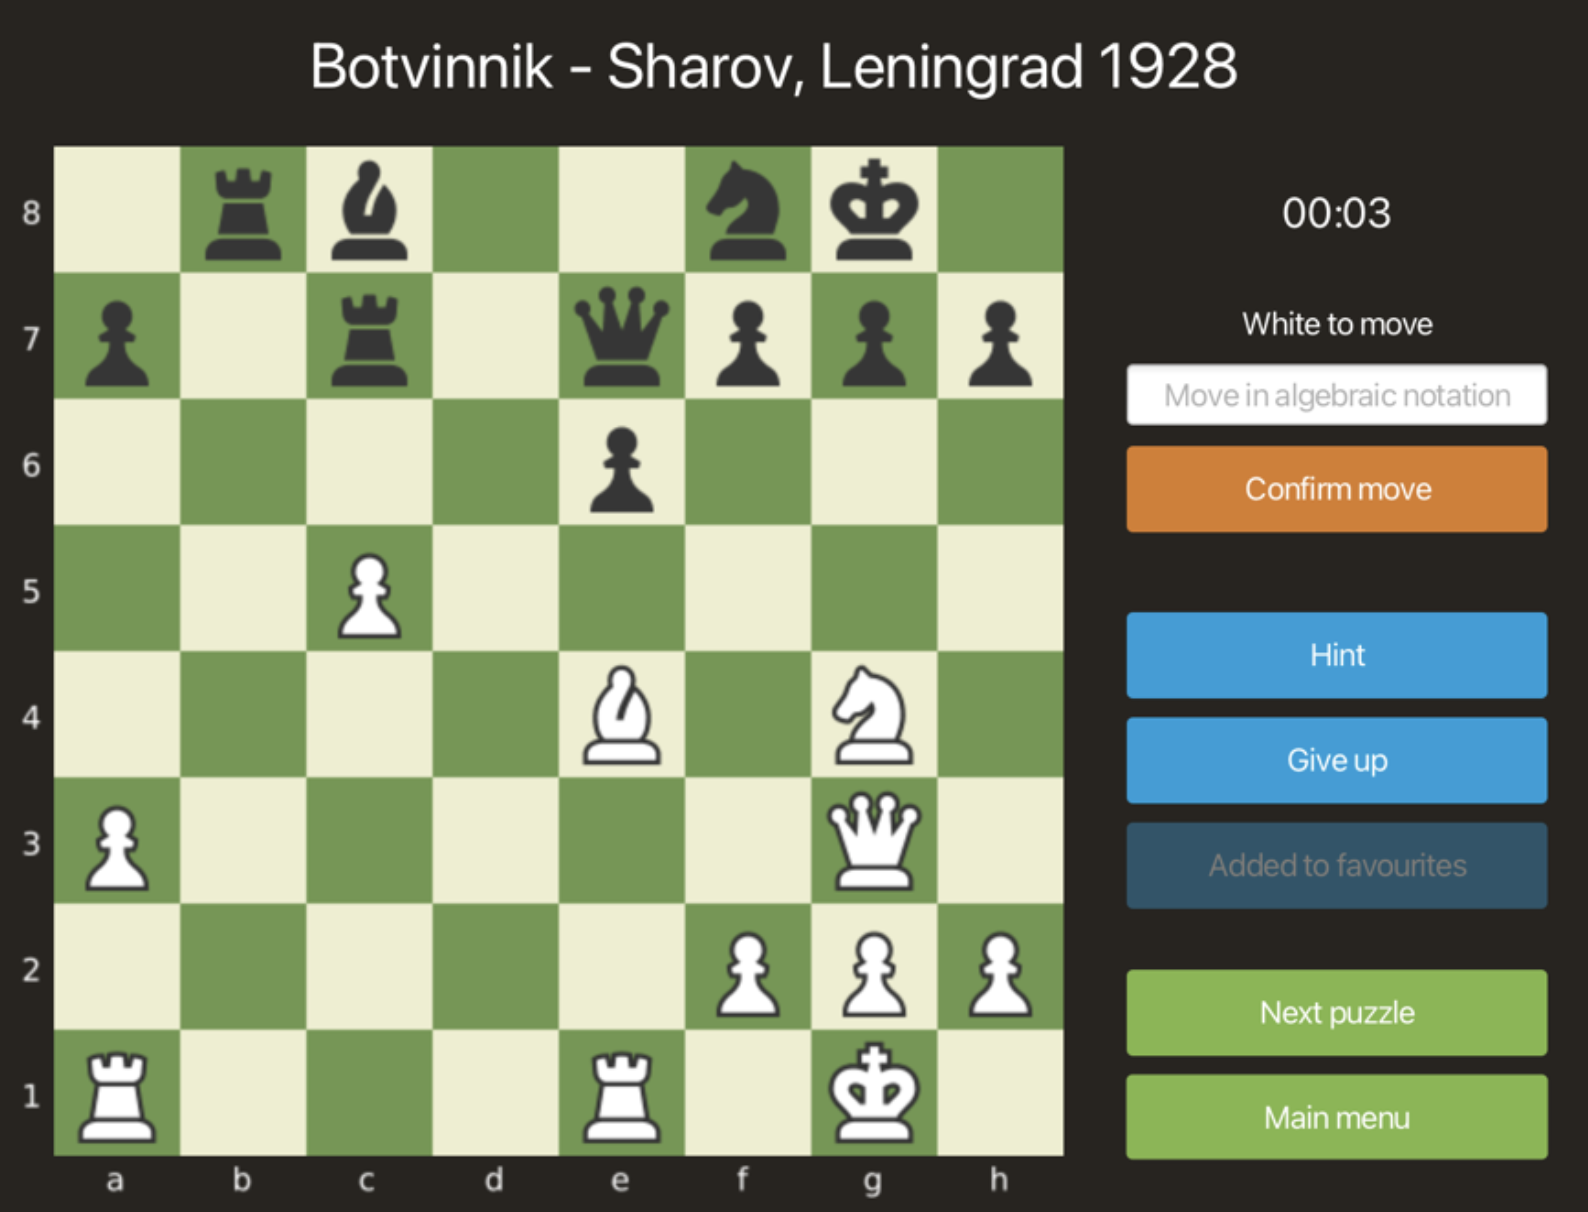 Botvinnik - Sharov, Leningrad 1928
8
7
6
5
4
3
2
1
a b c d e f g h
00:03
White to move
Move in algebraic notation
Confirm move
Hint
Give up
Added to favourites
Next puzzle
Main menu